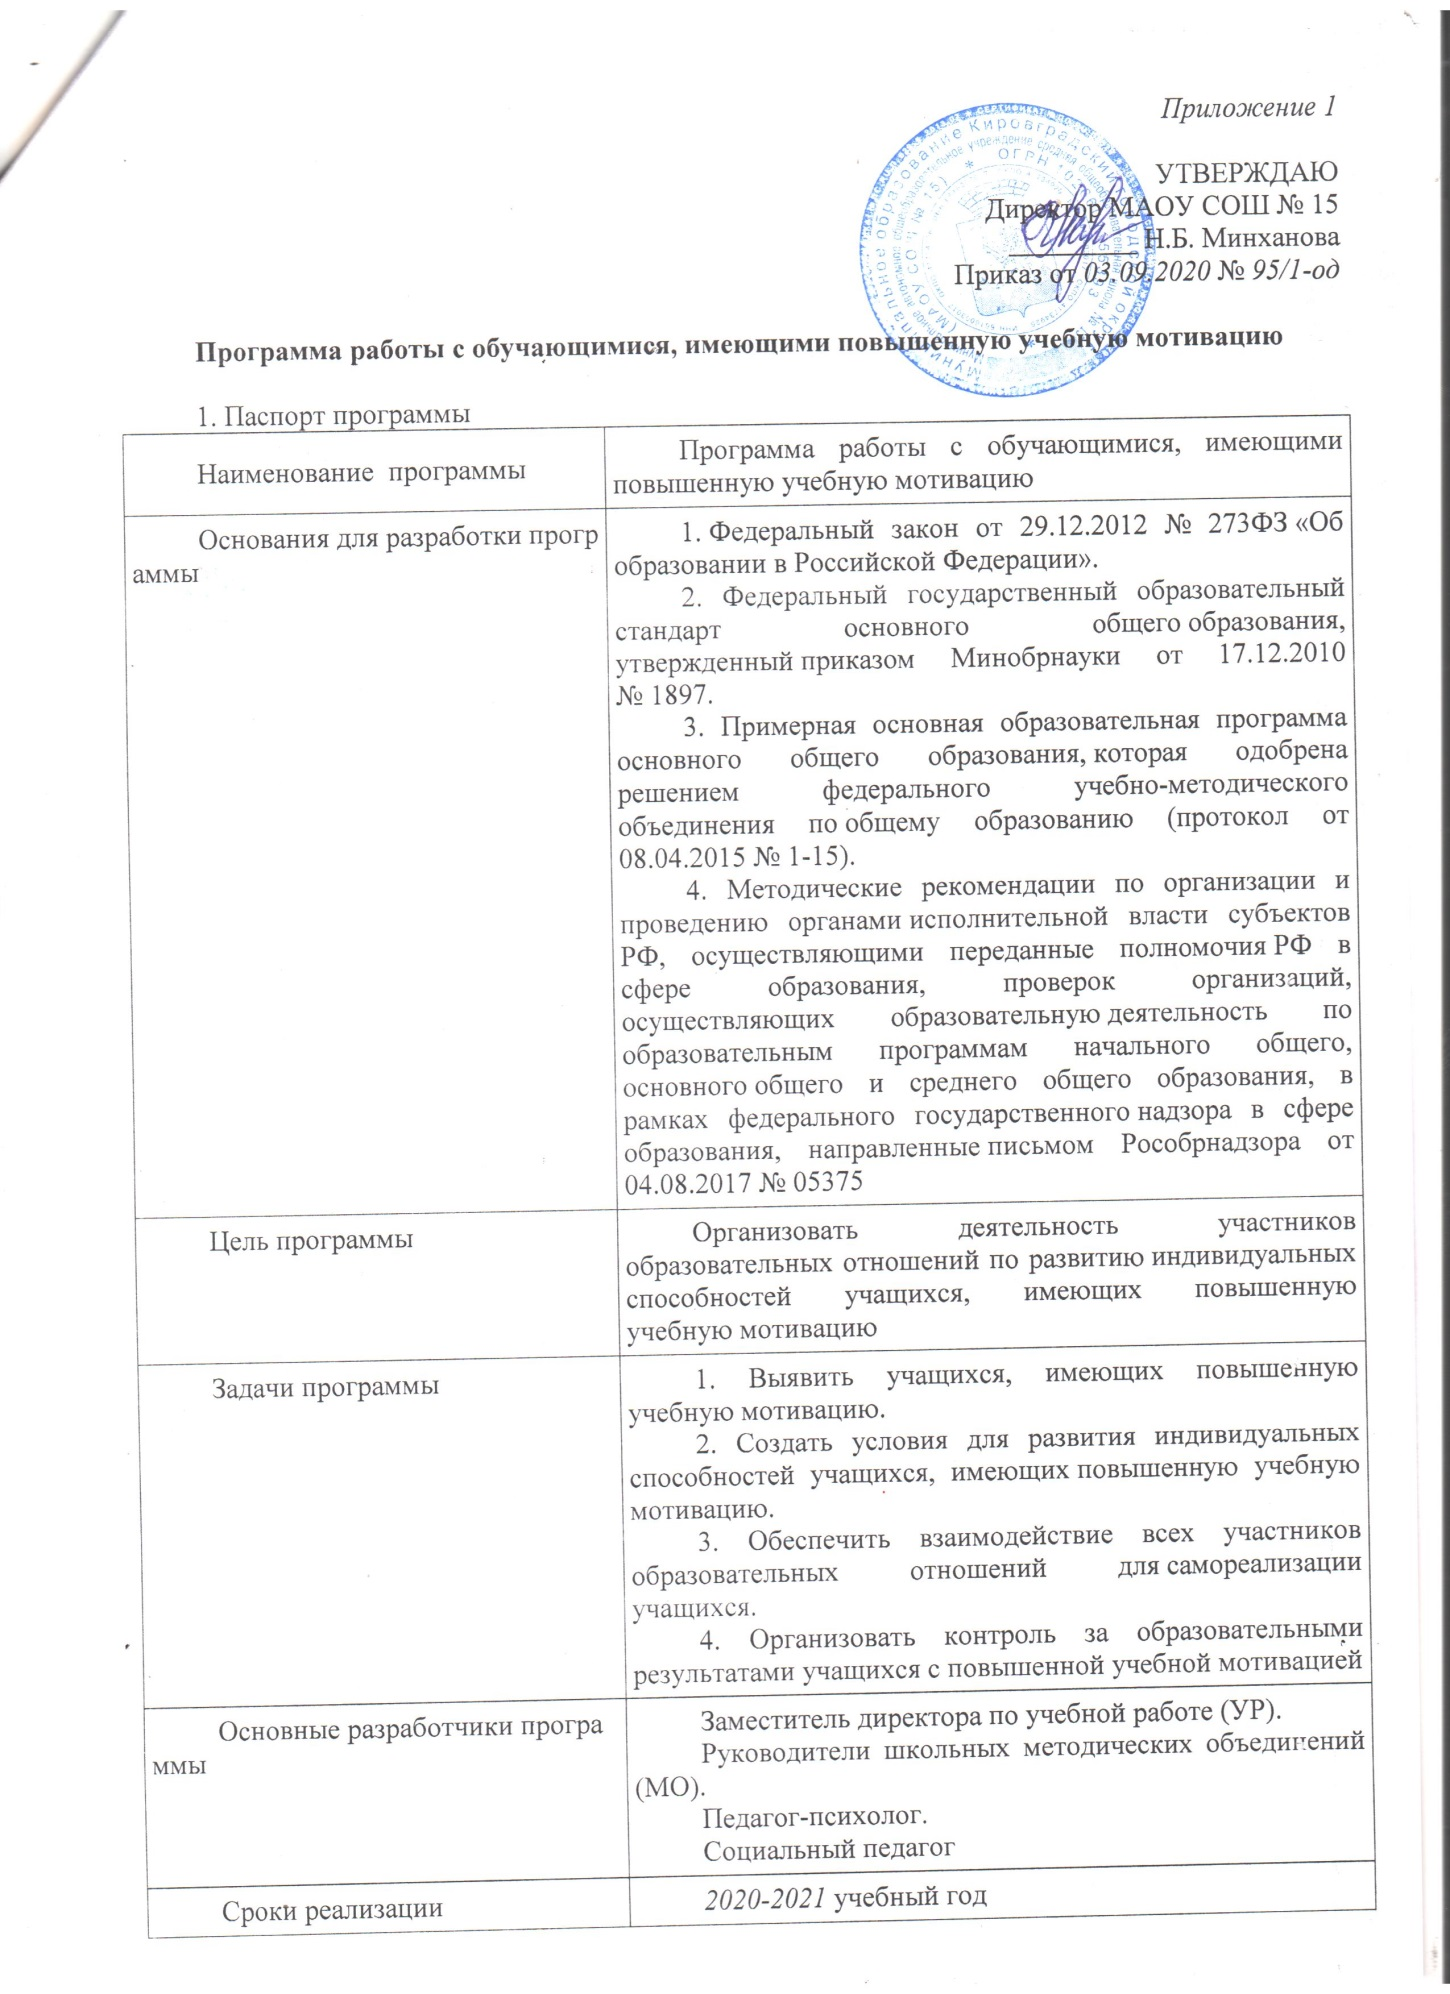 Приложение 1
УТВЕРЖДАЮ
Директор МАОУ СОШ № 15
Н.Б. Минханова
Приказ от 03.09.2020 № 95/1-од
Программа работы с обучающимися, имеющими повышенную учебную мотивацию
1. Паспорт программы
Наименование программы
Программа работы с обучающимися, имеющими
повышенную учебную мотивацию
Основания для разработки прогр
аммы
1. Федеральный закон от 29.12.2012 № 273ФЗ «Об
образовании в Российской Федерации».
2. Федеральный государственный образовательный
стандарт основного общего образования,
утвержденный приказом Минобрнауки от 17.12.2010
№ 1897.
3. Примерная основная образовательная программа
основного общего образования, которая одобрена
решением федерального учебно-методического
объединения по общему образованию (протокол от
08.04.2015 № 1-15).
4. Методические рекомендации по организации и
проведению органами исполнительной власти субъектов
РФ, осуществляющими переданные полномочия РФ в
сфере образования, проверок организаций,
осуществляющих образовательную деятельность по
образовательным программам начального общего,
основного общего и среднего общего образования, в
рамках федерального государственного надзора в сфере
образования, направленные письмом Рособрнадзора от
04.08.2017 № 05375
Цель программы
Организовать деятельность участников
образовательных отношений по развитию индивидуальных
способностей учащихся, имеющих повышенную
учебную мотивацию
Задачи программы
1. Выявить учащихся, имеющих повышенную
учебную мотивацию.
2. Создать условия для развития индивидуальных
способностей учащихся, имеющих повышенную учебную
мотивацию.
3. Обеспечить взаимодействие всех участников
образовательных отношений для самореализации
учащихся.
4. Организовать контроль за образовательными
результатами учащихся с повышенной учебной мотивацией
Основные разработчики програ
ммы
Заместитель директора по учебной работе (УР).
Руководители школьных методических объединений
(МО).
Педагог-психолог.
Социальный педагог
Сроки реализации
2020-2021 учебный год